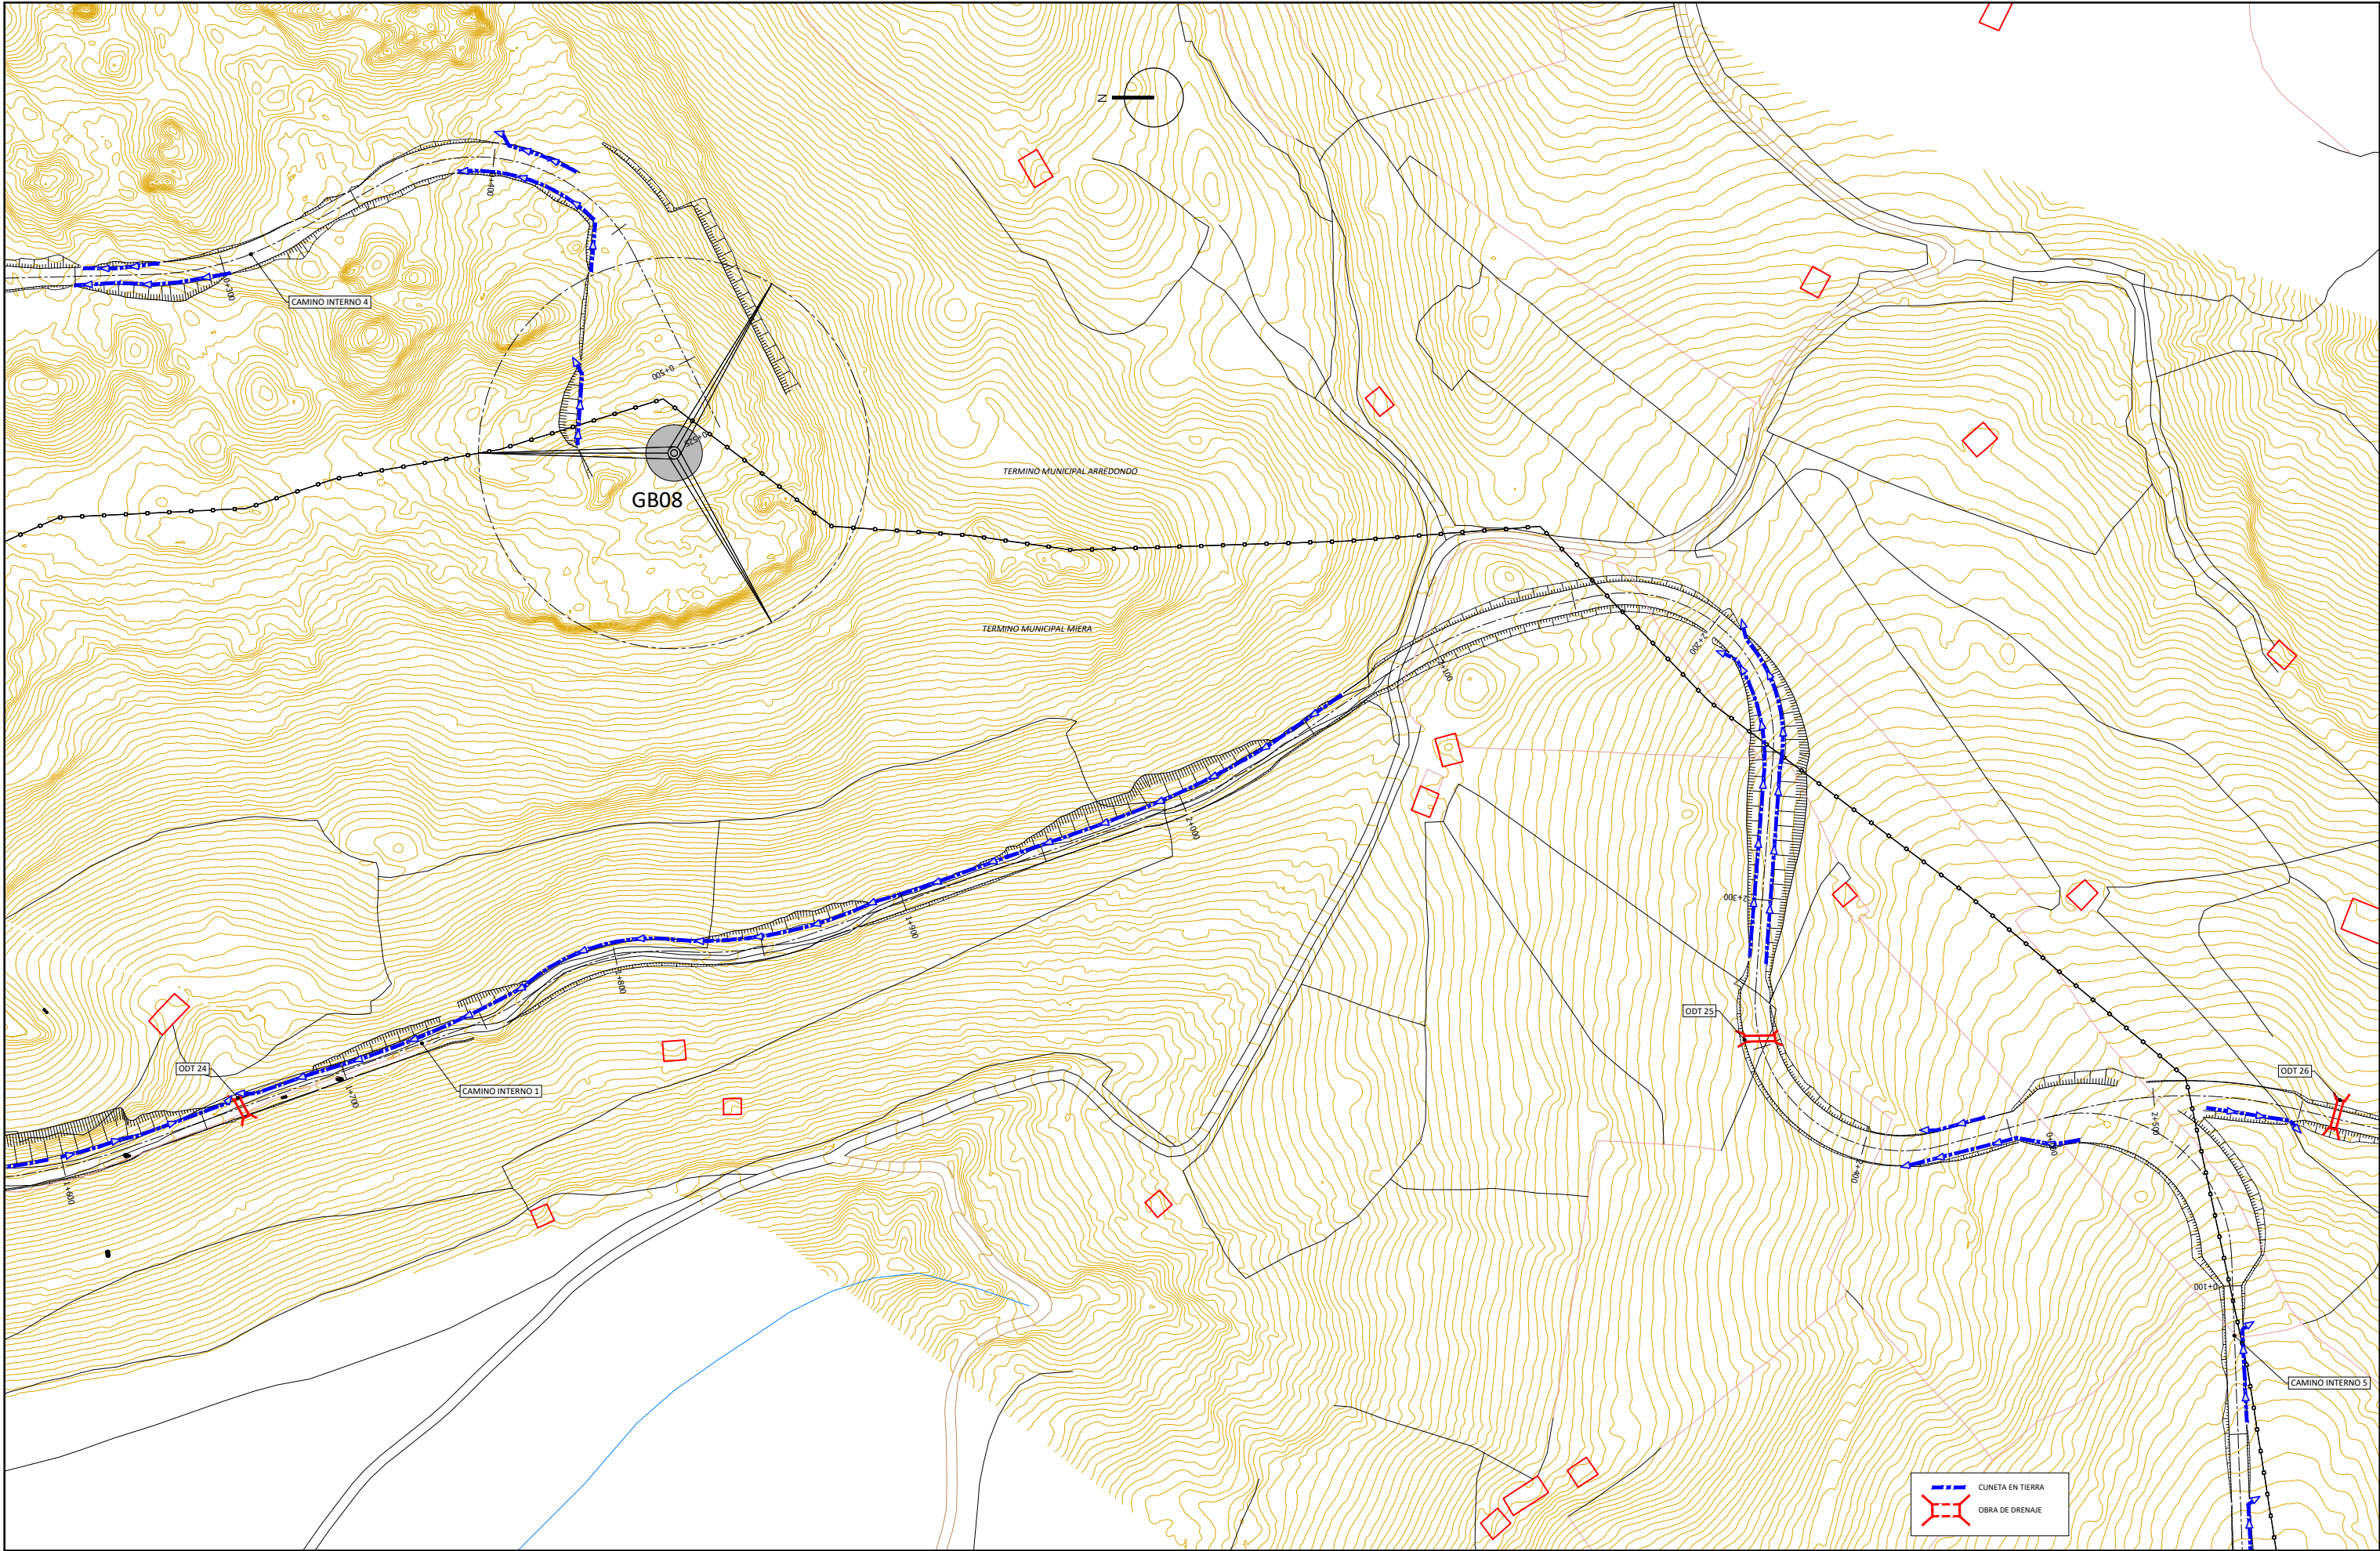 N
0+400
0+300
CAMINO INTERNO 4
0+500
0+525
GB08
TERMINO MUNICIPAL ARREDONDO
TERMINO MUNICIPAL MIERA
2+200
2+100
2+000
2+300
1+900
1+800
ODT 25
ODT 24
CAMINO INTERNO 1
1+700
ODT 26
2+500
2+400
1+600
0+100
CAMINO INTERNO 5
CUNETA EN TIERRA
OBRA DE DRENAJE